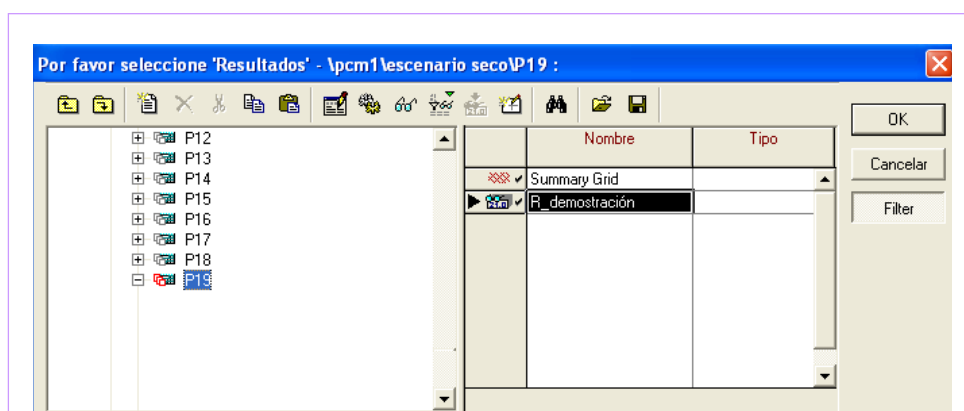 Por favor seleccione 'Resultados' - \pcm1\escenario seco\P19 :
OK
Cancelar
Filter
P12
P13
P14
P15
P16
P17
P18
P19
Nombre Tipo
Summary Grid
R_demostración